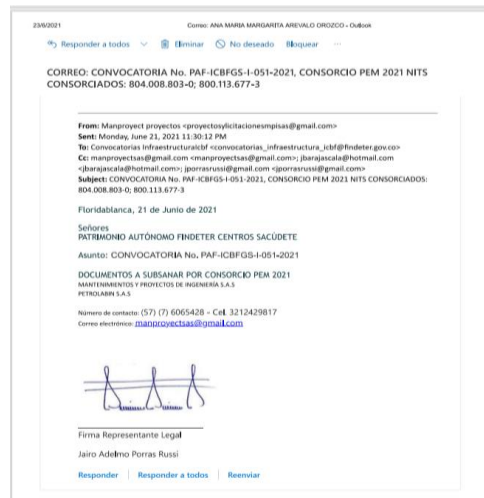 23/6/2021
Correo: ANA MARIA MARGARITA AREVALO OROZCO - Outlook
Responder a todos Eliminar No deseado Bloquear ...
CORREO: CONVOCATORIA No. PAF-ICBFGS-I-051-2021, CONSORCIO PEM 2021 NITS
CONSORCIADOS: 804.008.803-0; 800.113.677-3
From: Manproyect proyectos <proyectosylicitacionesmpisas@gmail.com>
Sent: Monday, June 21, 2021 11:30:12 PM
To: Convocatorias Infraestructuraicbf <convocatorias_infraestructura_icbf@findeter.gov.co>
Cc: manproyectsas@gmail.com <manproyectsas@gmail.com>; jbarajascala@hotmail.com
<jbarajascala@hotmail.com>; jporrasrussi@gmail.com <jporrasrussi@gmail.com>
Subject: CONVOCATORIA No. PAF-ICBFGS-I-051-2021, CONSORCIO PEM 2021 NITS CONSORCIADOS:
804.008.803-0; 800.113.677-3
Floridablanca, 21 de Junio de 2021
Señores
PATRIMONIO AUTÓNOMO FINDETER CENTROS SACÚDETE
Asunto: CONVOCATORIA No. PAF-ICBFGS-I-051-2021
DOCUMENTOS A SUBSANAR POR CONSORCIO PEM 2021
MANTENIMIENTOS Y PROYECTOS DE INGENIERÍA S.A.S
PETROLABIN S.A.S
Número de contacto: (57) (7) 6065428 - Cel. 3212429817
Correo electrónico: manproyectsas@gmail.com
Firma Representante Legal
Jairo Adelmo Porras Russi
Responder Responder a todos Reenviar